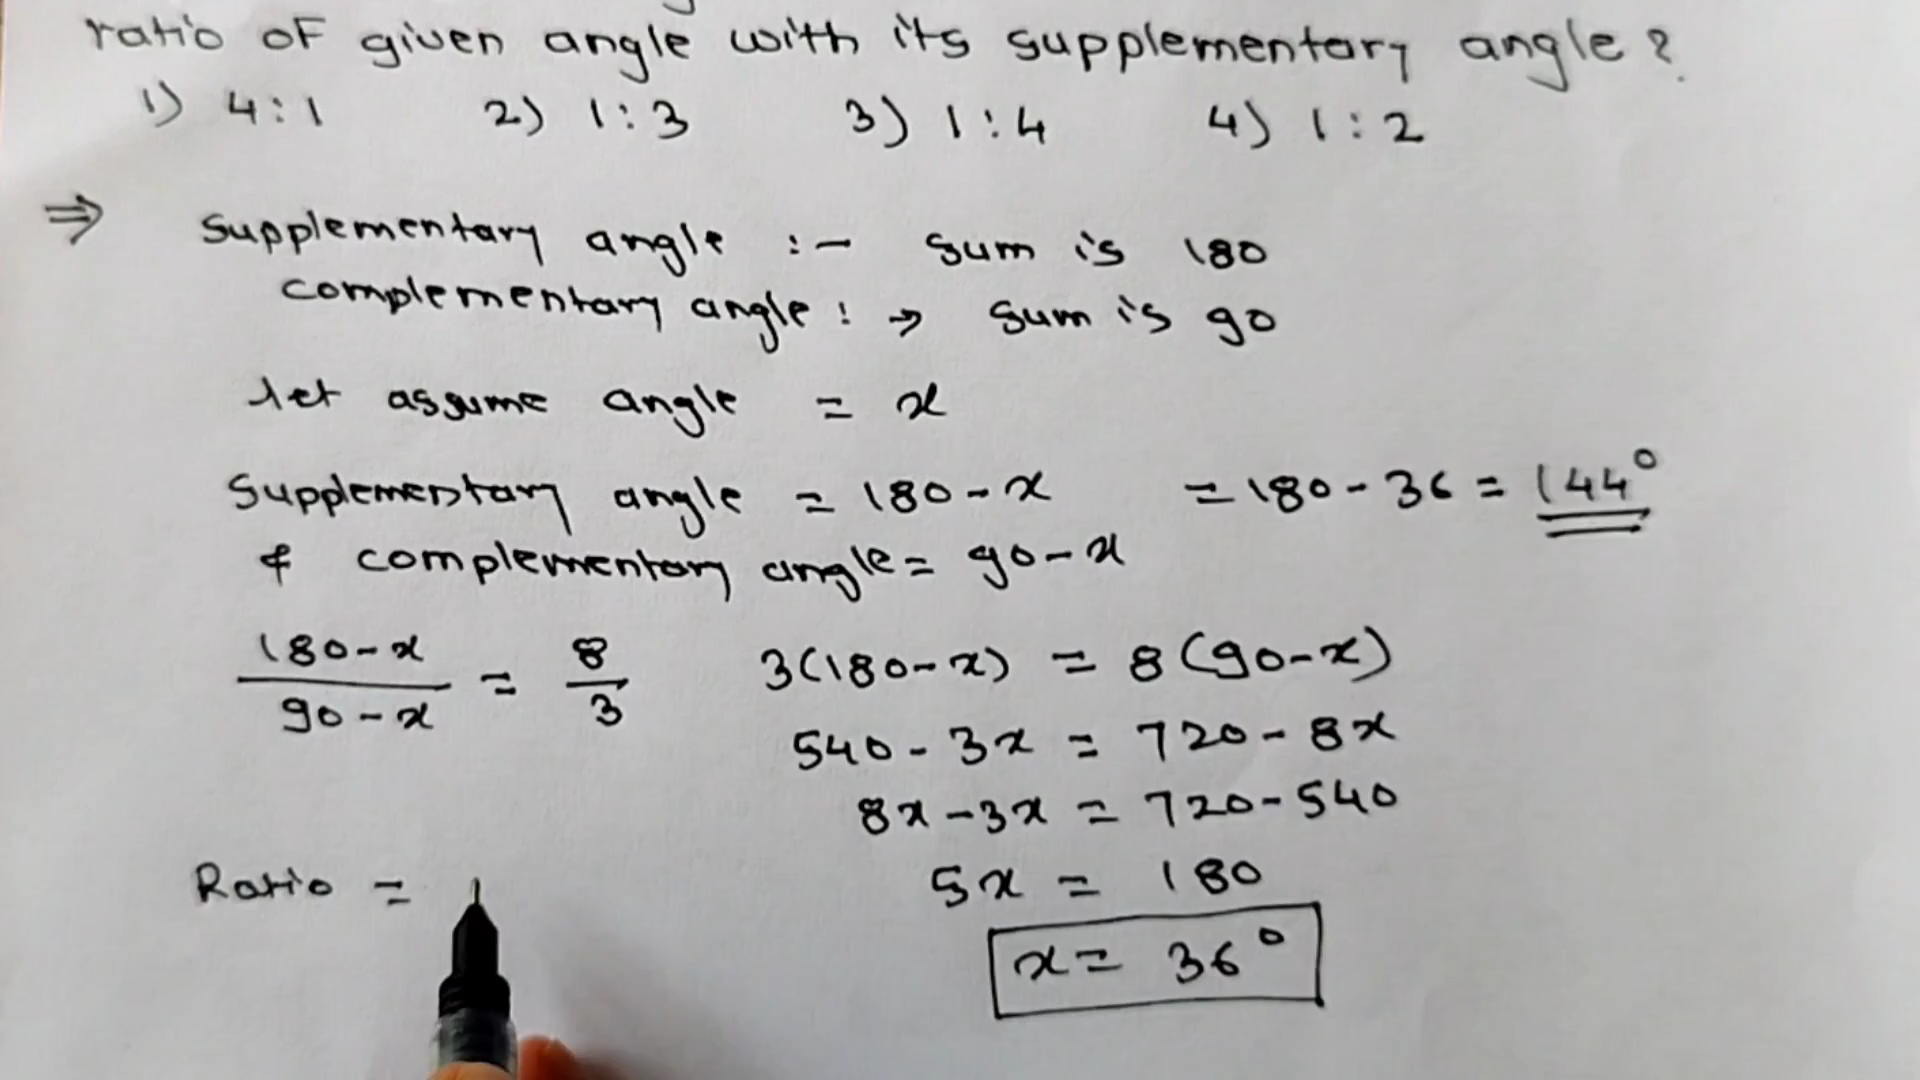 ratio of given angle with its supplementary angle?
1) 4:1 2) 1:3 3) 1:4 4) 1:2
⇒ Supplementary angle :- sum is 180
complementary angle: → sum is 90
let assume angle = x
Supplementary angle = 180-x = 180-36 = 144°
& complementary angle = 90-x
180-x / 90-x = 8/3 3(180-x) = 8(90-x)
540-3x = 720-8x
8x-3x = 720-540
5x = 180
Ratio =
x = 36°